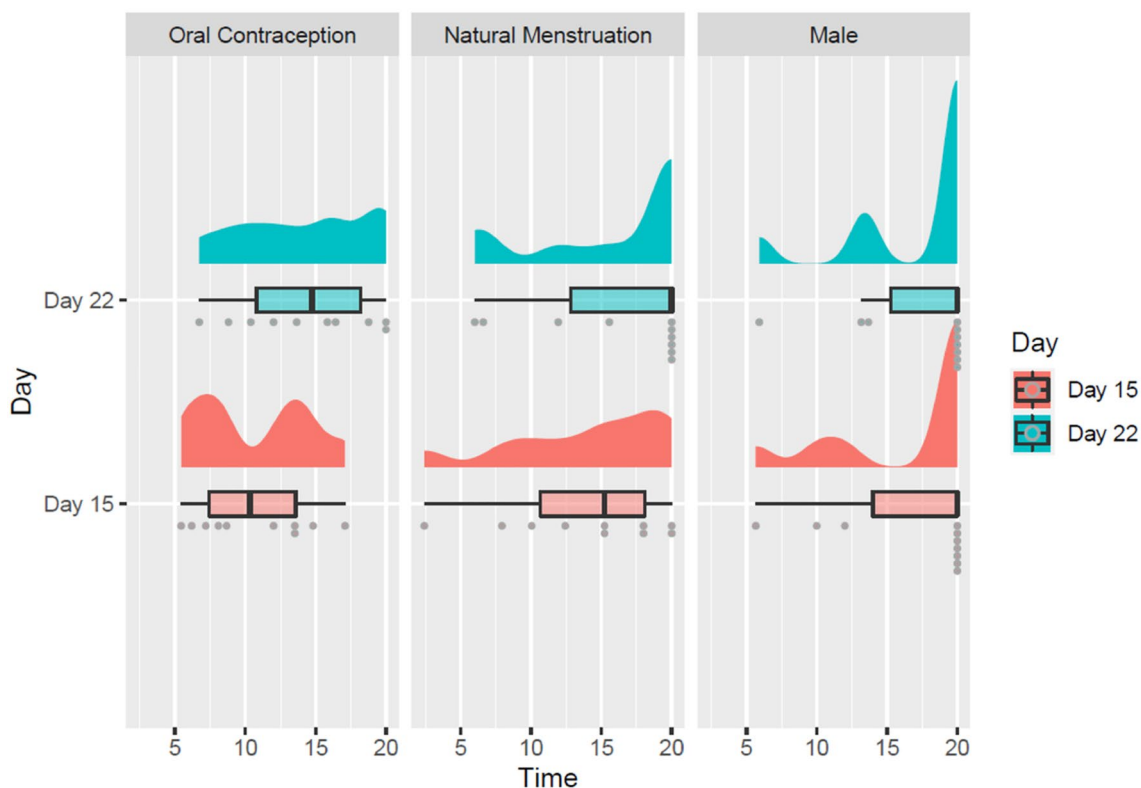 Oral Contraception
Natural Menstruation
Male
Day
Day 22
Day 15
Day
Day 15
Day 22
5 10 15 20
5 10 15 20
5 10 15 20
Time